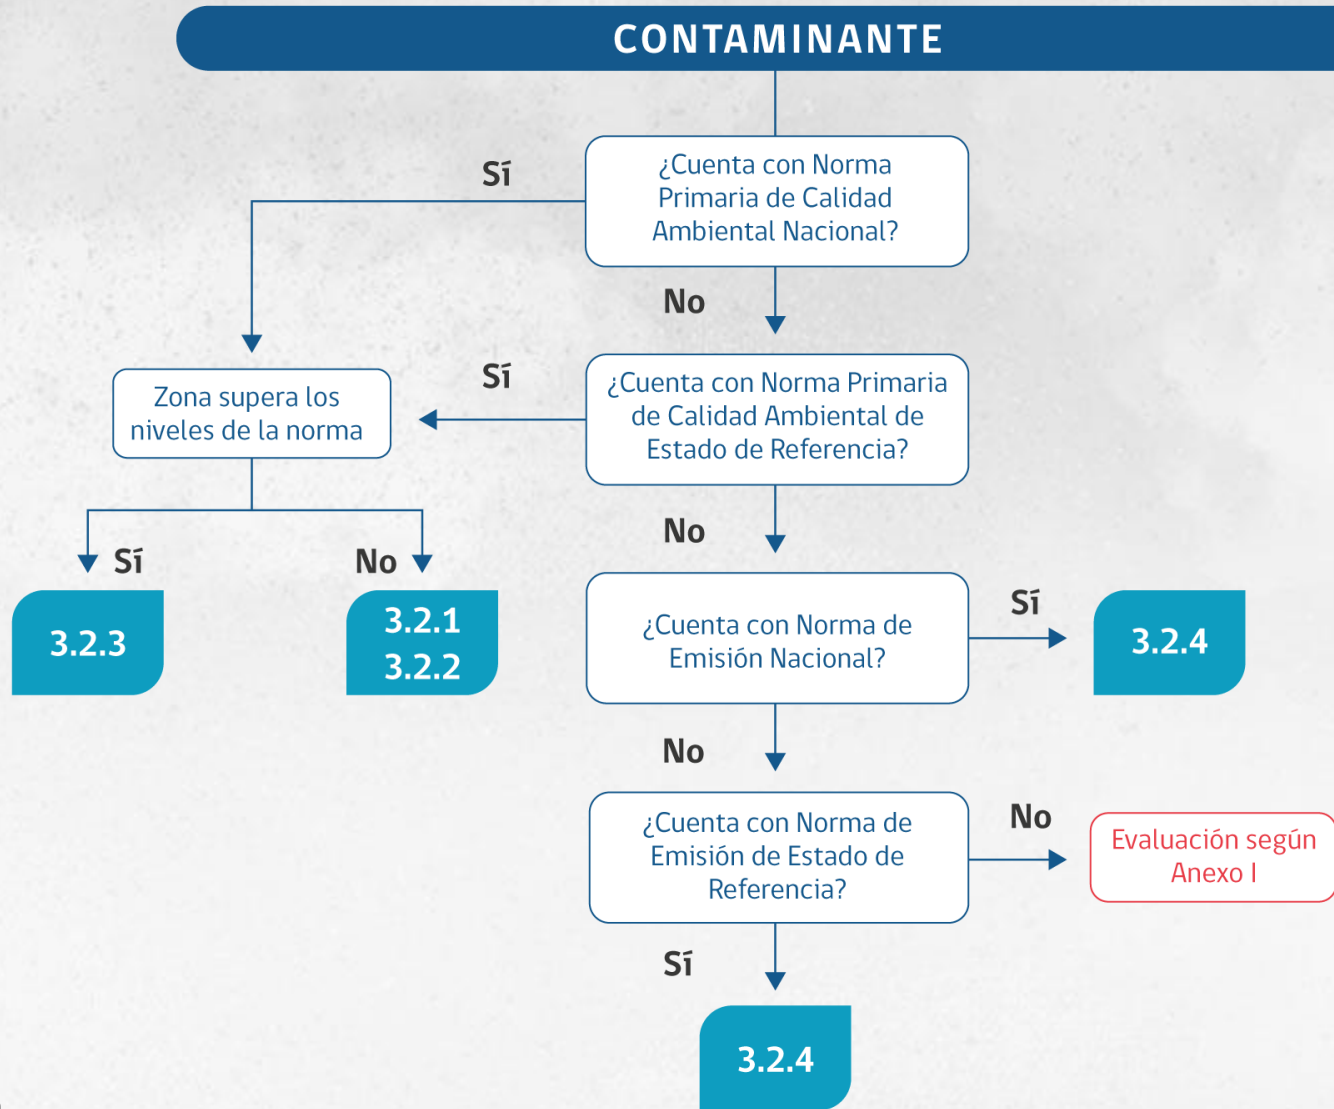 CONTAMINANTE
Sí
¿Cuenta con Norma
Primaria de Calidad
Ambiental Nacional?
No
Zona supera los
niveles de la norma
Sí
¿Cuenta con Norma Primaria
de Calidad Ambiental de
Estado de Referencia?
Sí
No
3.2.3
3.2.1
3.2.2
No
¿Cuenta con Norma de
Emisión Nacional?
Sí
3.2.4
No
¿Cuenta con Norma de
Emisión de Estado de
Referencia?
No
Evaluación según
Anexo I
Sí
3.2.4